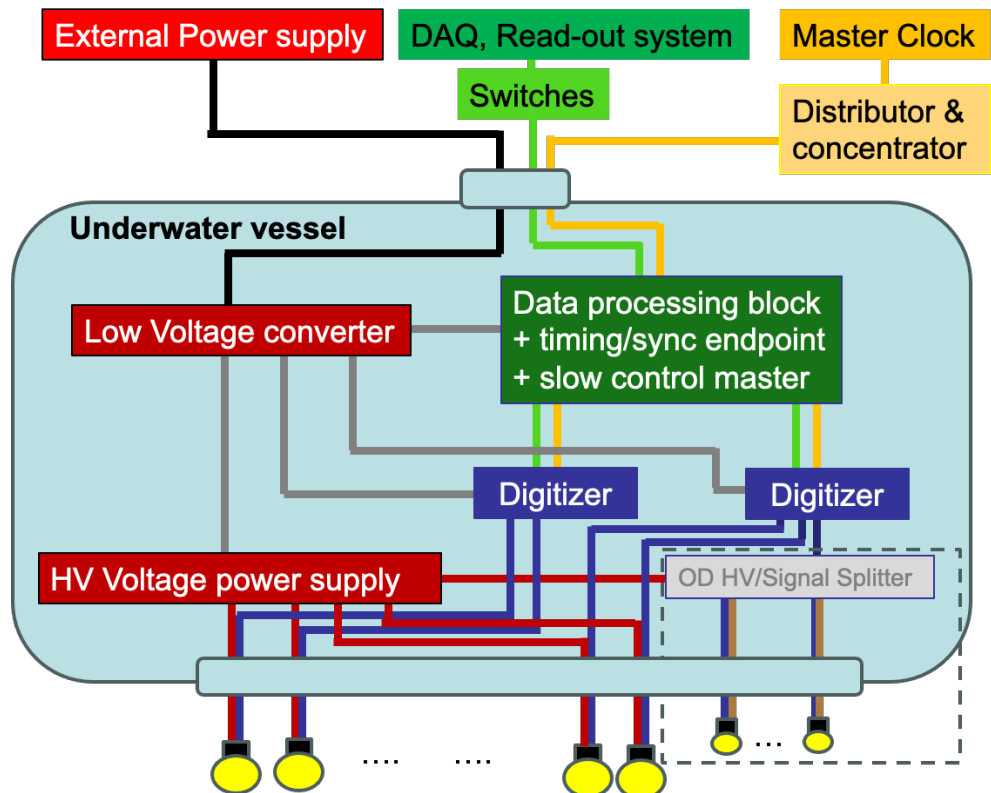 External Power supply
DAQ, Read-out system
Master Clock
Switches
Distributor &
concentrator
Underwater vessel
Low Voltage converter
Data processing block
+ timing/sync endpoint
+ slow control master
Digitizer
Digitizer
HV Voltage power supply
OD HV/Signal Splitter
....
....
...